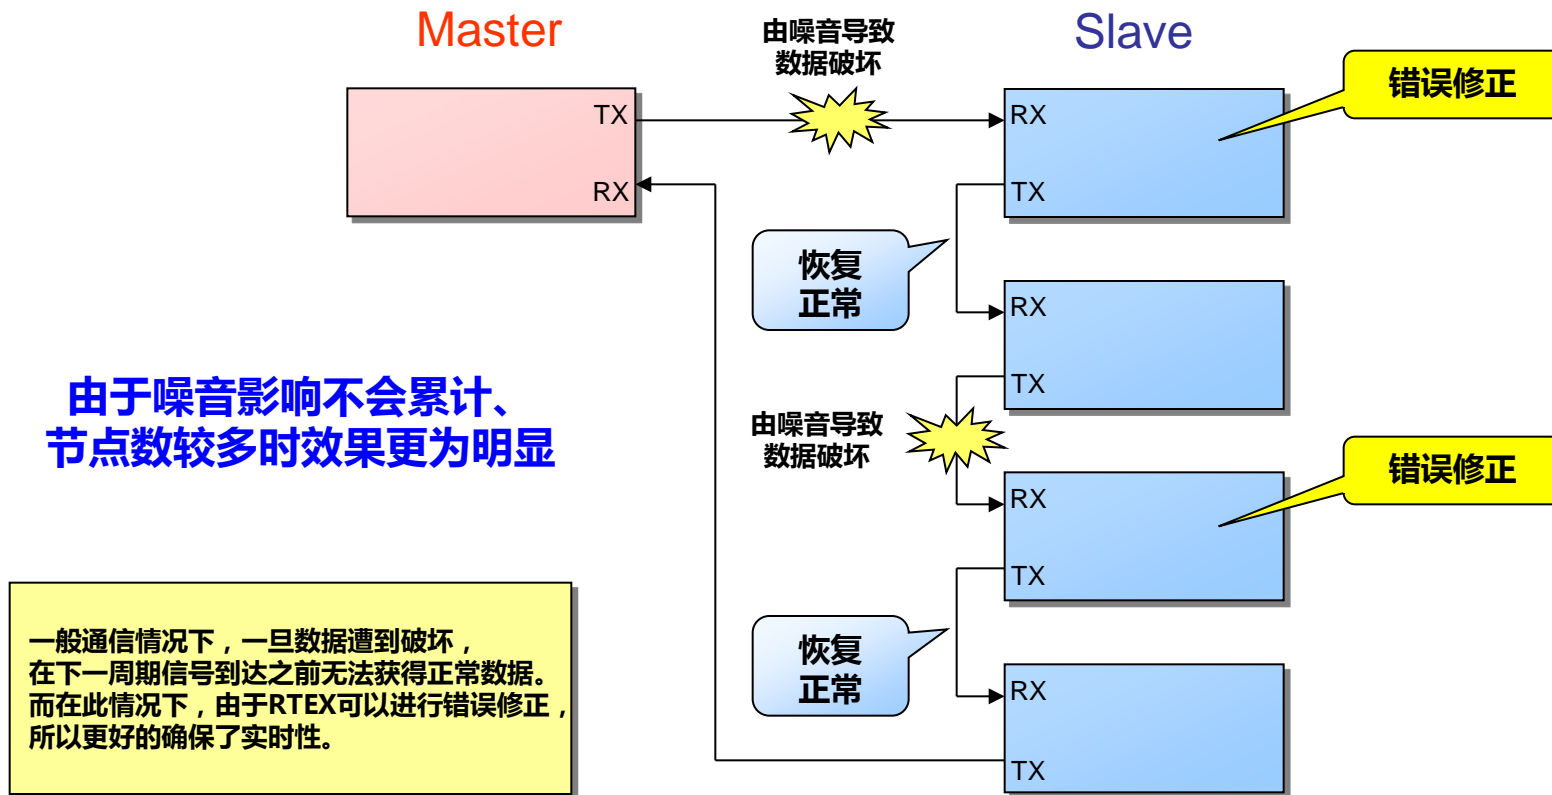 Master
由噪音导致
数据破坏
Slave
错误修正
TX
RX
RX
TX
恢复
正常
RX
TX
由于噪音影响不会累计、
节点数较多时效果更为明显
由噪音导致
数据破坏
错误修正
RX
TX
恢复
正常
一般通信情况下，一旦数据遭到破坏，
在下一周期信号到达之前无法获得正常数据。
而在此情况下，由于RTEX可以进行错误修正，
所以更好的确保了实时性。
RX
TX